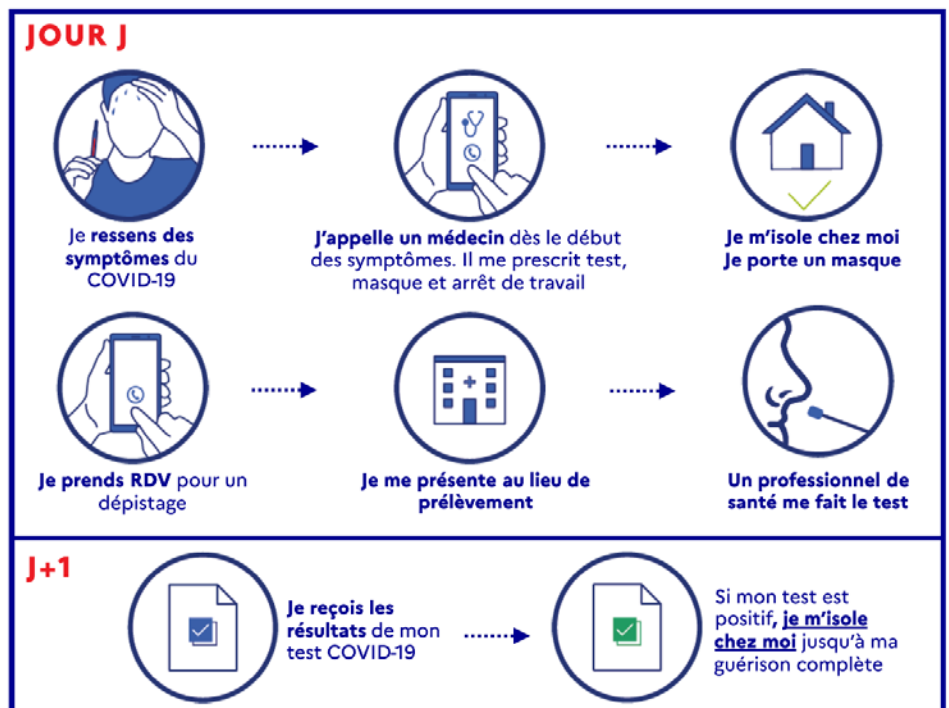 JOUR J
Je ressens des
symptômes du
COVID-19
J'appelle un médecin dès le début
des symptômes. Il me prescrit test,
masque et arrêt de travail
Je m'isole chez moi
Je porte un masque
Je prends RDV pour un
dépistage
Je me présente au lieu de
prélèvement
Un professionnel de
santé me fait le test
J+1
Je reçois les
résultats de mon
test COVID-19
Si mon test est
positif, je m'isole
chez moi jusqu'à ma
guérison complète